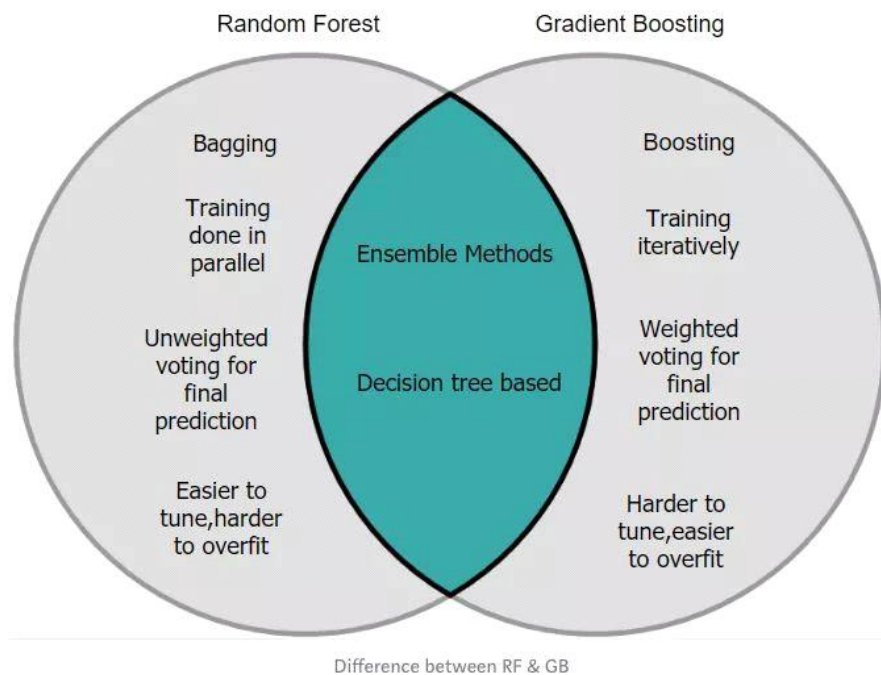 Random Forest
Gradient Boosting
Bagging
Training
done in
parallel
Unweighted
voting for
final
prediction
Easier to
tune,harder
to overfit
Ensemble Methods
Decision tree based
Boosting
Training
iteratively
Weighted
voting for
final
prediction
Harder to
tune,easier
to overfit
Difference between RF & GB